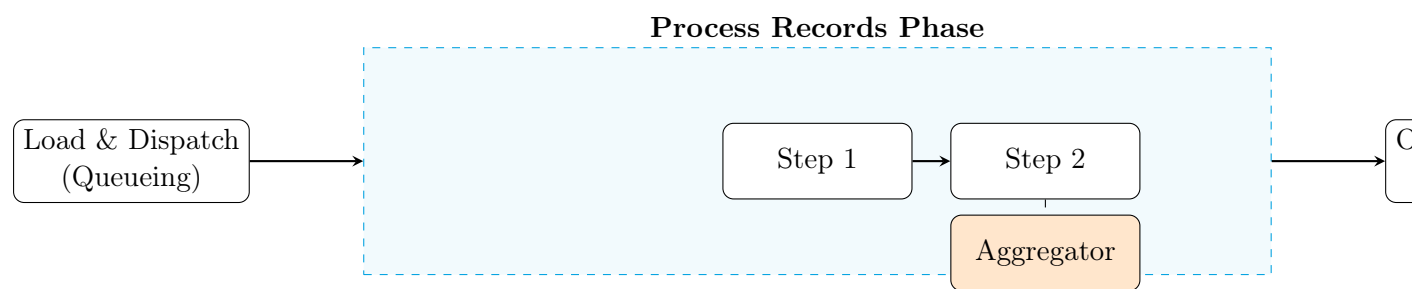 Process Records Phase
Load & Dispatch
(Queueing)
Step 1
Step 2
Aggregator